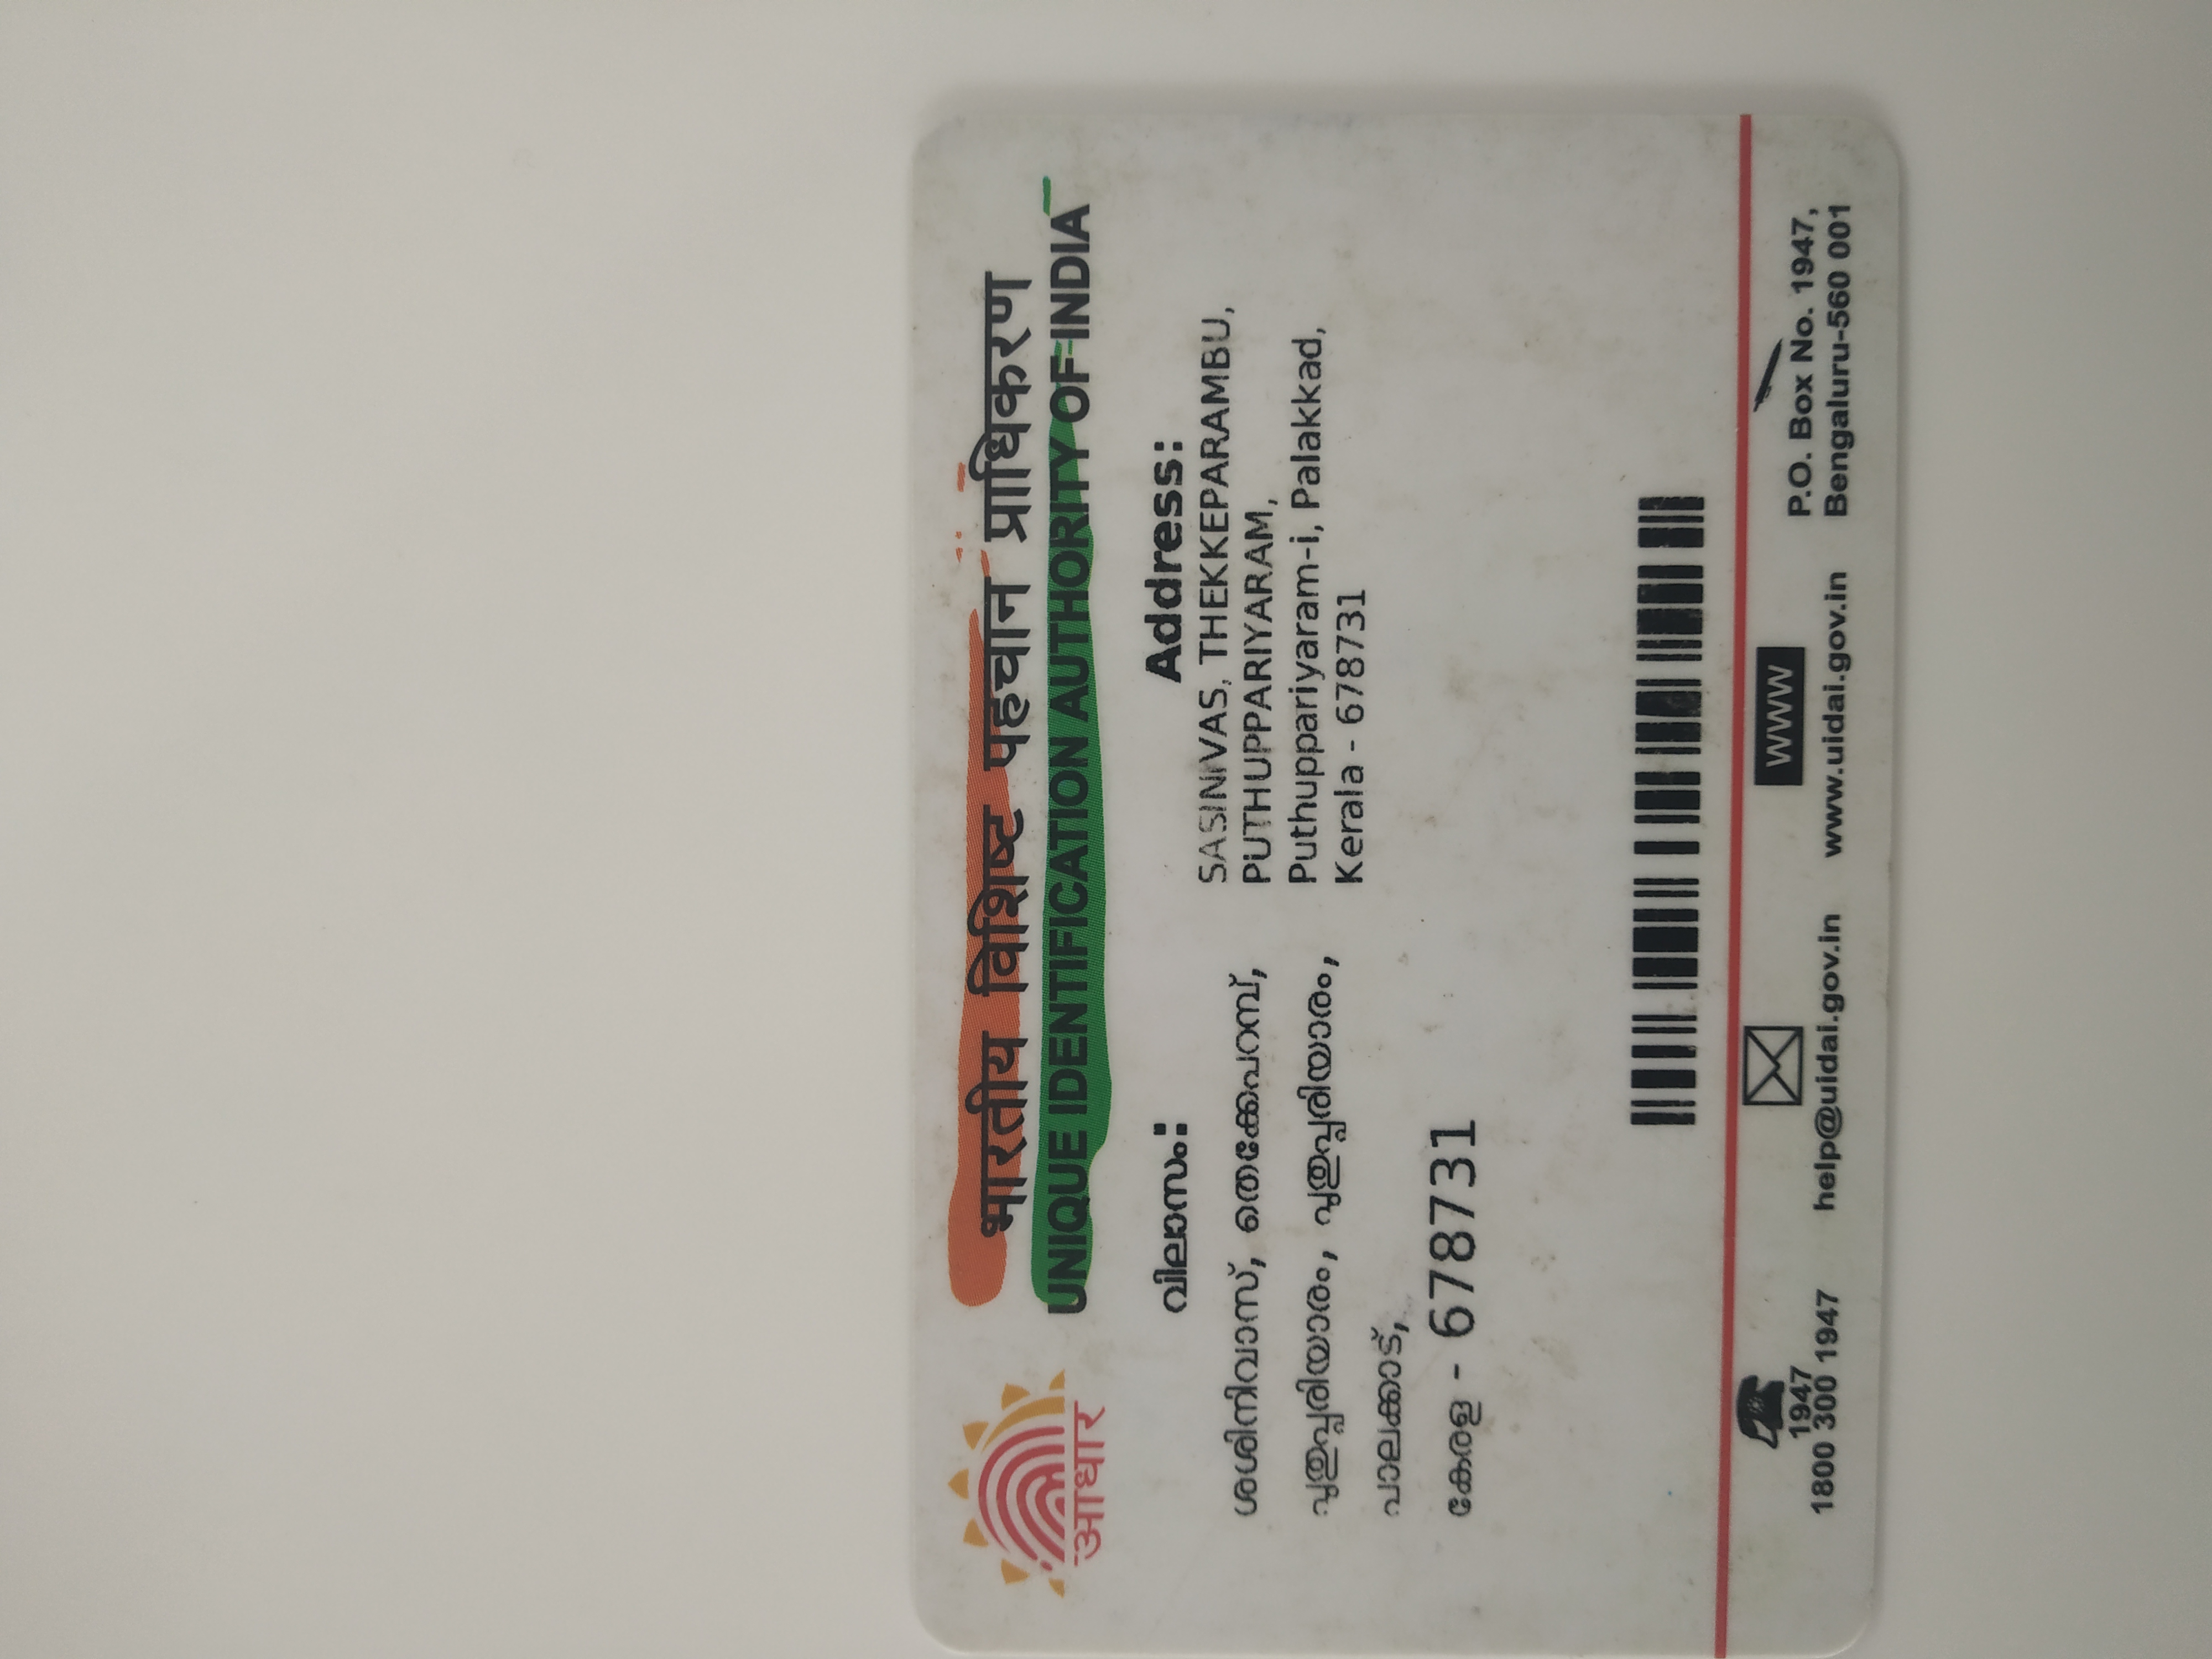 भारतीय विशिष्ट पहचान प्राधिकरण
UNIQUE IDENTIFICATION AUTHORITY OF INDIA
आधार
വിലാസം:
ശശിനിവാസ്, തെക്കേപറമ്പ്,
പുതുപ്പരിയാരം, പുതുപ്പരിയാരം,
പാലക്കാട്,
കേരള - 678731
Address:
SASINIVAS, THEKKEPARAMBU,
PUTHUPPARIYARAM,
Puthuppariyaram-i, Palakkad,
Kerala - 678731
1947
1800 300 1947
help@uidai.gov.in
WWW
www.uidai.gov.in
P.O. Box No. 1947,
Bengaluru-560 001